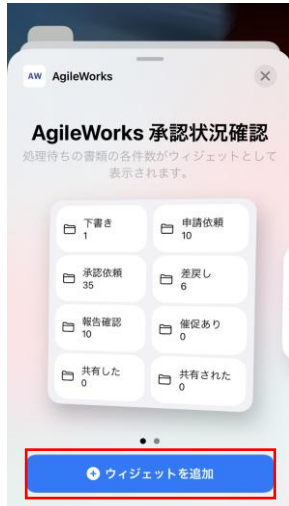 AW AgileWorks
AgileWorks 承認状況確認
処理待ちの書類の各件数がウィジェットとして
表示されます。
下書き
1
申請依頼
10
承認依頼
35
差戻し
6
報告確認
10
催促あり
0
共有した
0
共有された
0
ウィジェットを追加